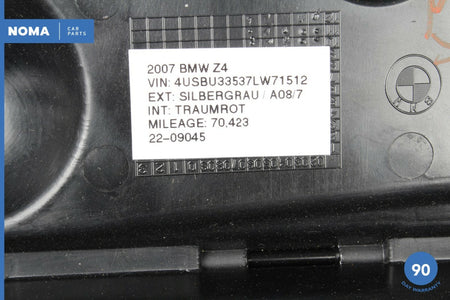 NOMA
CAR
PARTS
2007 BMW Z4
VIN: 4USBU33537LW71512
EXT: SILBERGRAU / A08/7
INT: TRAUMROT
MILEAGE: 70,423
22-09045
BMW
90
DAY WARRANTY